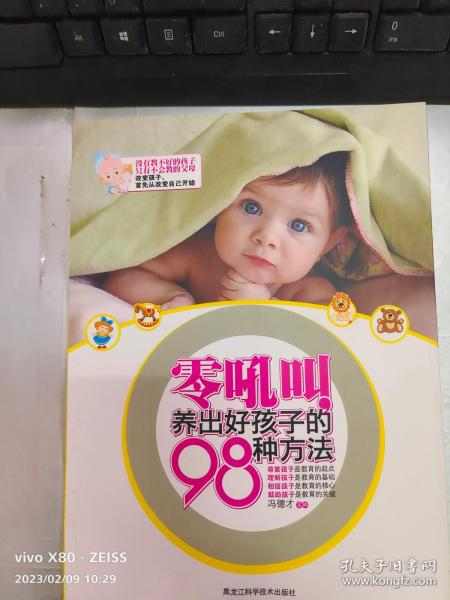 Alt
Ctrl
0
Ins
没有教不好的孩子
只有不会教的父母
改变孩子,
首先从改变自己开始
零吼叫
养出好孩子的
98种方法
尊重孩子是教育的起点
理解孩子是教育的基础
相信孩子是教育的核心
鼓励孩子是教育的关键
冯德才 主编
黑龙江科学技术出版社
vivo X80 · ZEISS
2023/02/09 10:29
孔夫子旧书网
www.kongfz.com